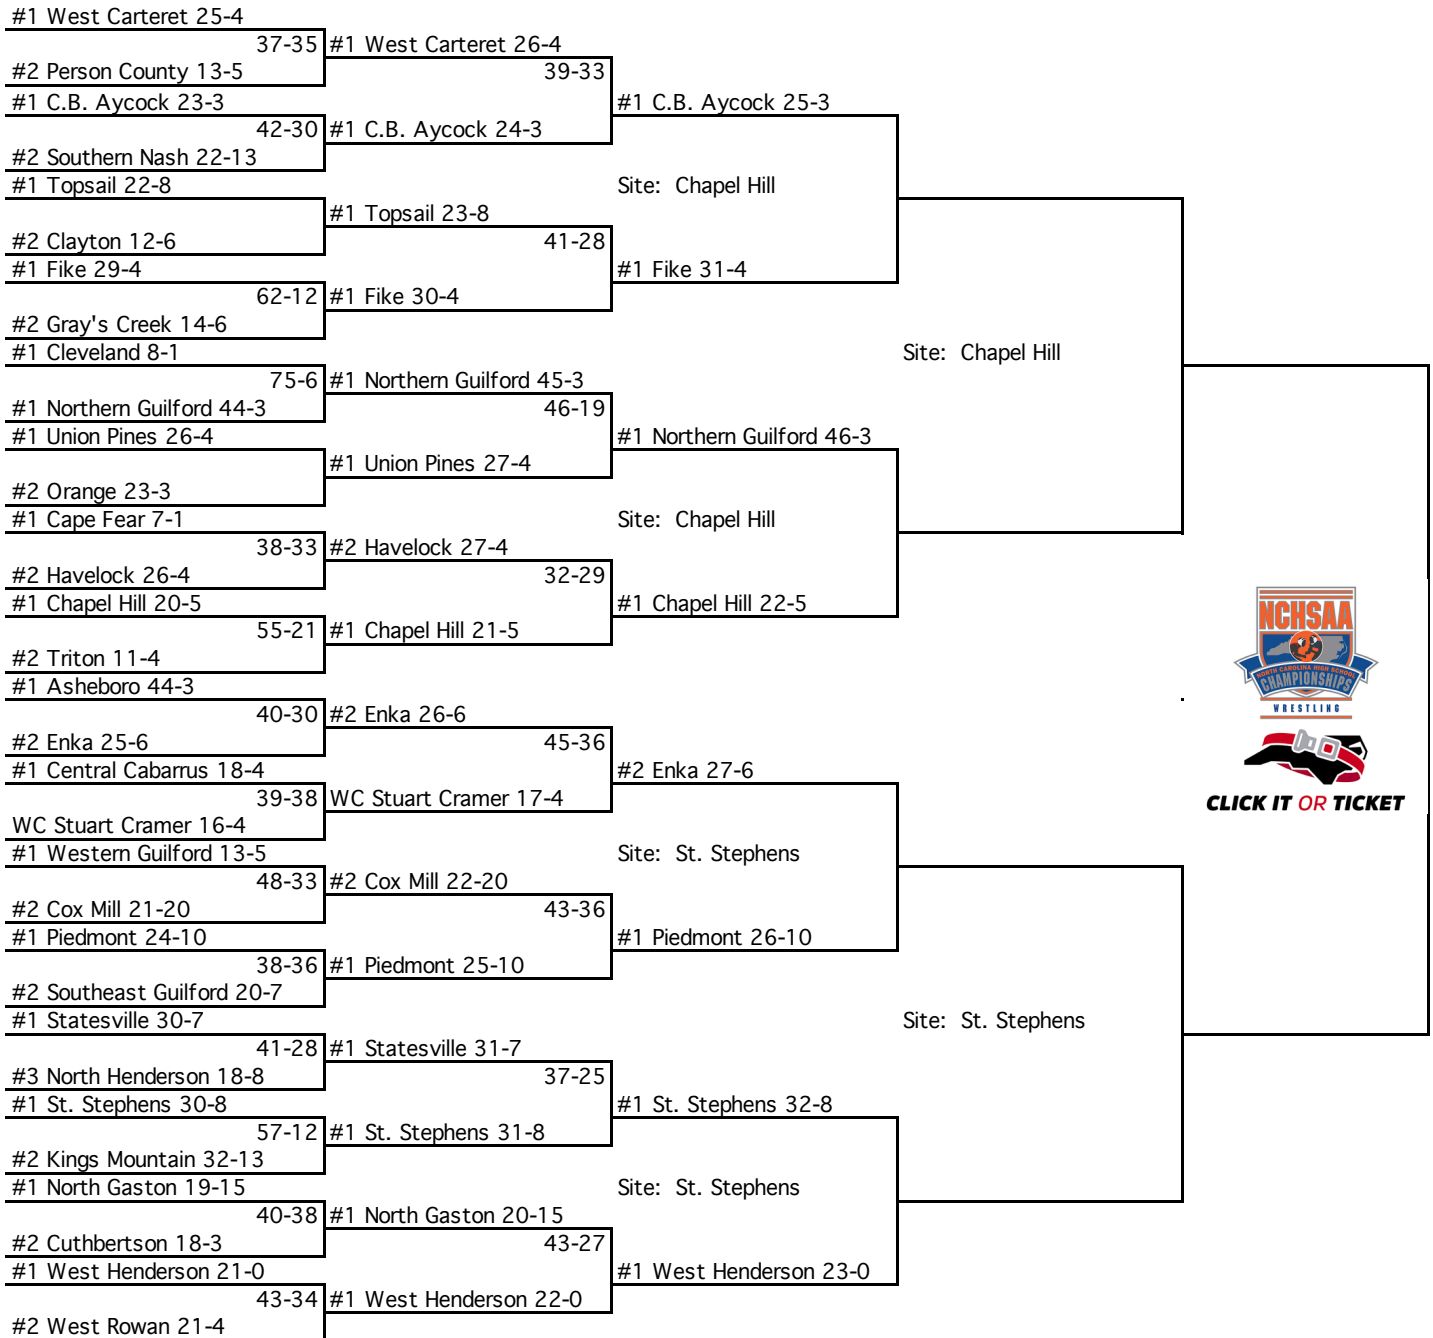 #1 West Carteret 25-4
37-35 #1 West Carteret 26-4
#2 Person County 13-5
39-33
#1 C.B. Aycock 23-3
#1 C.B. Aycock 25-3
42-30 #1 C.B. Aycock 24-3
#2 Southern Nash 22-13
#1 Topsail 22-8
Site: Chapel Hill
#1 Topsail 23-8
#2 Clayton 12-6
41-28
#1 Fike 29-4
#1 Fike 31-4
62-12 #1 Fike 30-4
#2 Gray's Creek 14-6
#1 Cleveland 8-1
Site: Chapel Hill
75-6 #1 Northern Guilford 45-3
#1 Northern Guilford 44-3
46-19
#1 Union Pines 26-4
#1 Northern Guilford 46-3
#1 Union Pines 27-4
#2 Orange 23-3
#1 Cape Fear 7-1
Site: Chapel Hill
38-33 #2 Havelock 27-4
#2 Havelock 26-4
32-29
#1 Chapel Hill 20-5
#1 Chapel Hill 22-5
55-21 #1 Chapel Hill 21-5
#2 Triton 11-4
#1 Asheboro 44-3
NCHSAA
NORTH CAROLINA HIGH SCHOOL
CHAMPIONSHIPS
WRESTLING
40-30 #2 Enka 26-6
#2 Enka 25-6
45-36
#1 Central Cabarrus 18-4
#2 Enka 27-6
39-38 WC Stuart Cramer 17-4
CLICK IT OR TICKET
WC Stuart Cramer 16-4
#1 Western Guilford 13-5
Site: St. Stephens
48-33 #2 Cox Mill 22-20
#2 Cox Mill 21-20
43-36
#1 Piedmont 24-10
#1 Piedmont 26-10
38-36 #1 Piedmont 25-10
#2 Southeast Guilford 20-7
#1 Statesville 30-7
Site: St. Stephens
41-28 #1 Statesville 31-7
#3 North Henderson 18-8
37-25
#1 St. Stephens 30-8
#1 St. Stephens 32-8
57-12 #1 St. Stephens 31-8
#2 Kings Mountain 32-13
#1 North Gaston 19-15
Site: St. Stephens
40-38 #1 North Gaston 20-15
#2 Cuthbertson 18-3
43-27
#1 West Henderson 21-0
#1 West Henderson 23-0
43-34 #1 West Henderson 22-0
#2 West Rowan 21-4